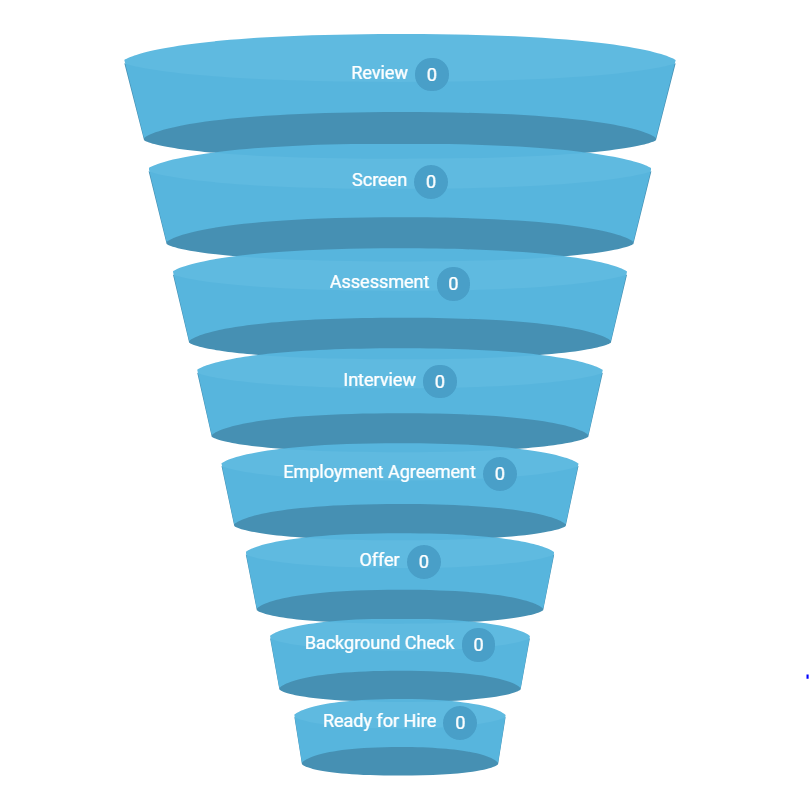 Review 0
Screen 0
Assessment 0
Interview 0
Employment Agreement 0
Offer 0
Background Check 0
Ready for Hire 0